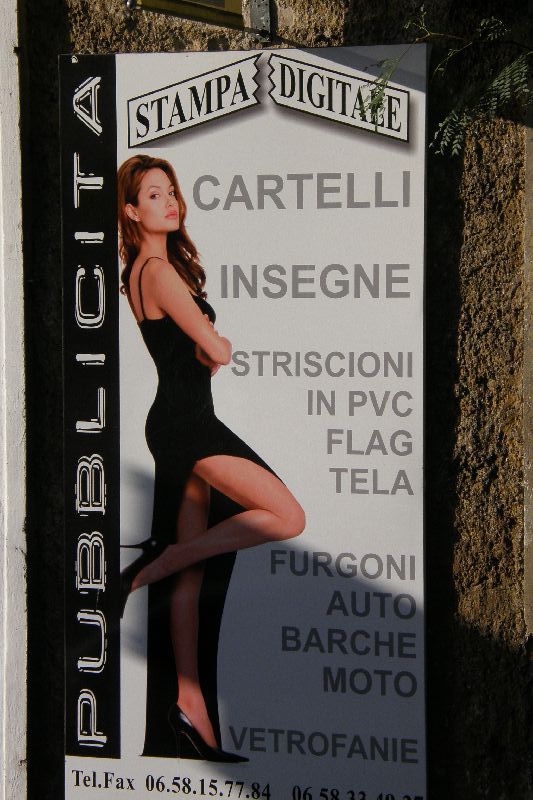 PUBBLICITA'
STAMPA DIGITALE
CARTELLI
INSEGNE
STRISCIONI
IN PVC
FLAG
TELA
FURGONI
AUTO
BARCHE
MOTO
VETROFANIE
Tel.Fax 06.58.15.77.84